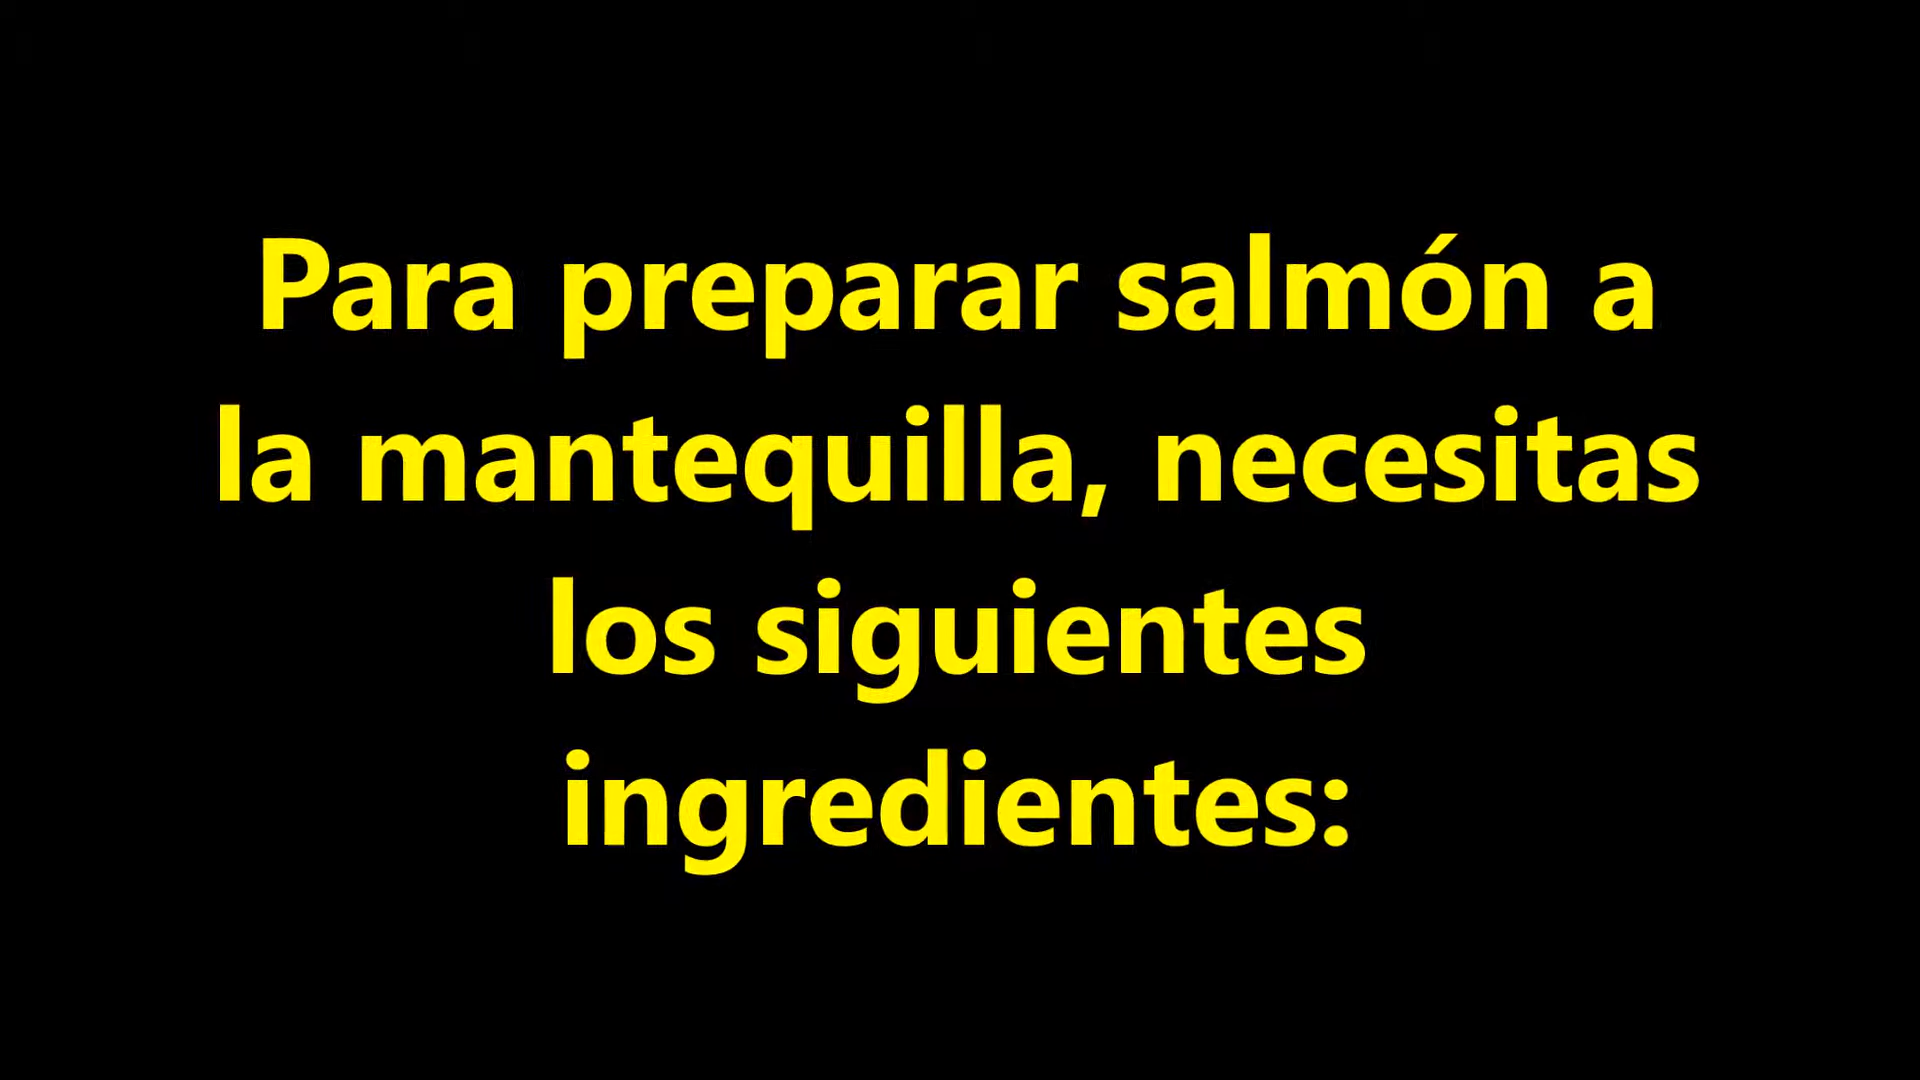 Para preparar salmón a
la mantequilla, necesitas
los siguientes
ingredientes: